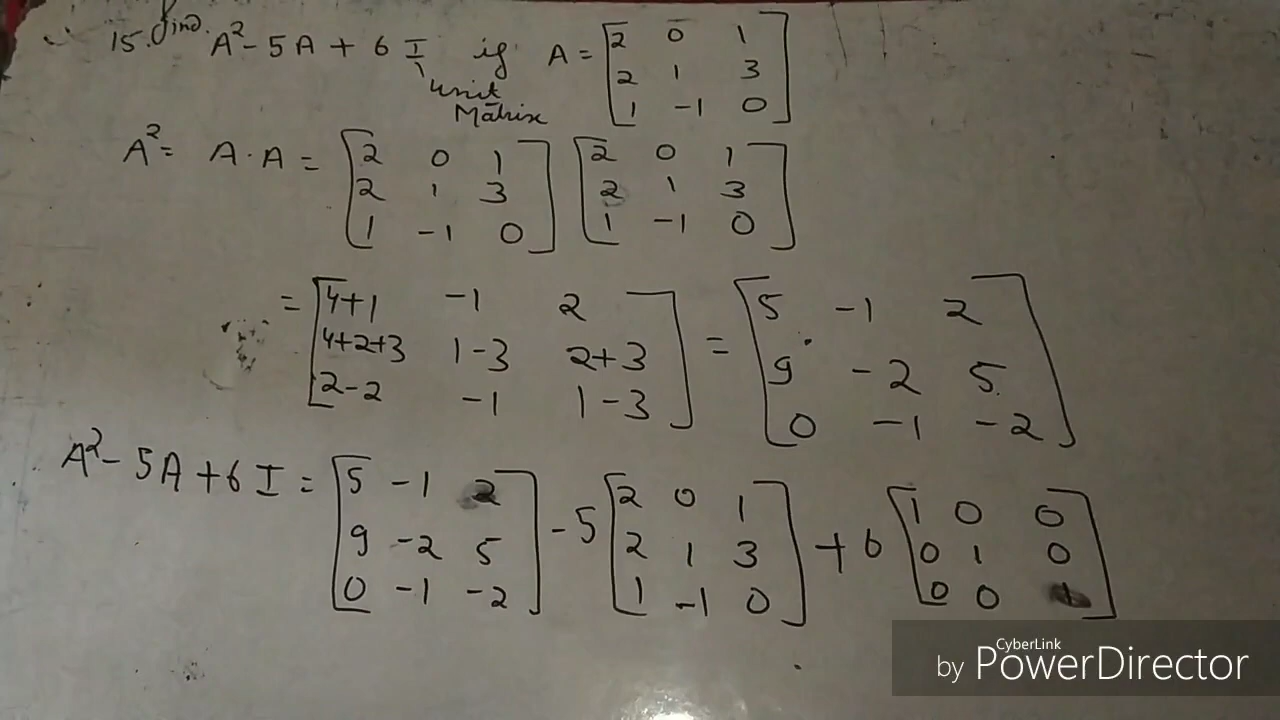 15. find. A² - 5A + 6 I if A = [2 0 1
2 1 3
1 -1 0]
unit
Matrix
A² = A·A = [2 0 1 2 1 3 1 -1 0] [2 0 1 2 1 3 1 -1 0]
= [4+1 -1 2 4+2+3 1-3 2+3 2-2 -1 1-3] = [5 -1 2 9 -2 5 0 -1 -2]
A² - 5A + 6 I = [5 -1 2 9 -2 5 0 -1 -2] - 5 [2 0 1 2 1 3 1 -1 0] + 6 [1 0 0 0 1 0 0 0 1]
CyberLink
by PowerDirector